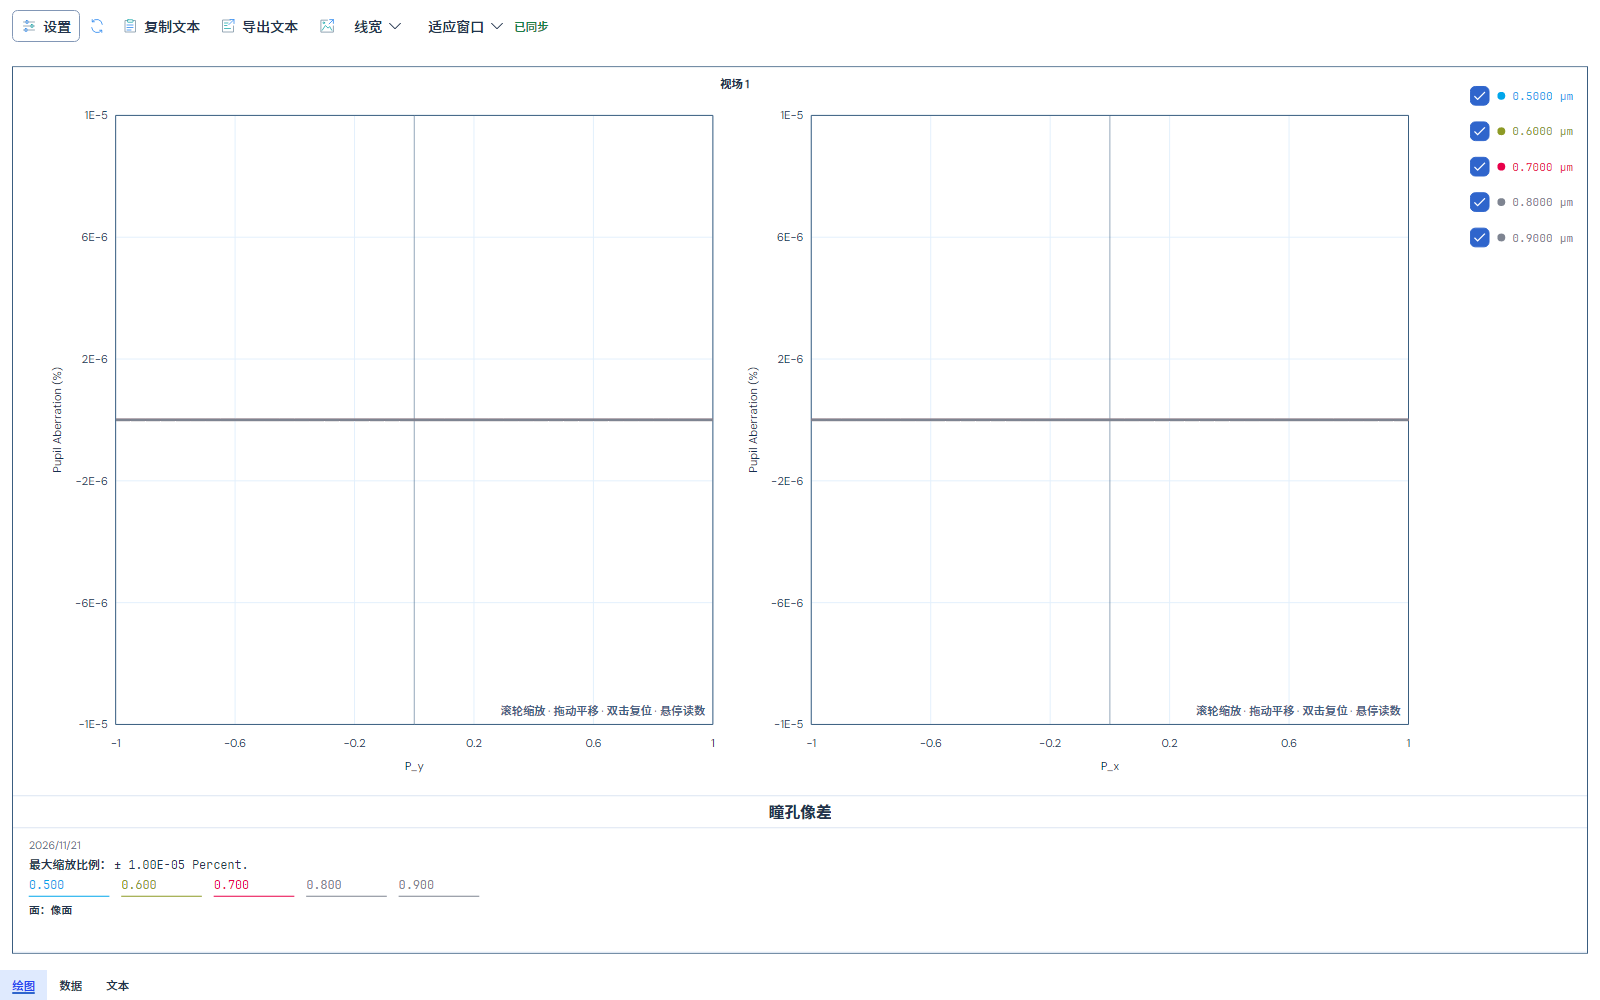 设置 复制文本 导出文本 线宽 适应窗口 已同步
视场 1
1E-5
6E-6
2E-6
-2E-6
-6E-6
-1E-5
Pupil Aberration (%)
滚轮缩放 · 拖动平移 · 双击复位 · 悬停读数
-1 -0.6 -0.2 0.2 0.6 1
P_y
1E-5
6E-6
2E-6
-2E-6
-6E-6
-1E-5
Pupil Aberration (%)
滚轮缩放 · 拖动平移 · 双击复位 · 悬停读数
-1 -0.6 -0.2 0.2 0.6 1
P_x
0.5000 µm
0.6000 µm
0.7000 µm
0.8000 µm
0.9000 µm
瞳孔像差
2026/11/21
最大缩放比例: ± 1.00E-05 Percent.
0.500 0.600 0.700 0.800 0.900
面: 像面
绘图 数据 文本